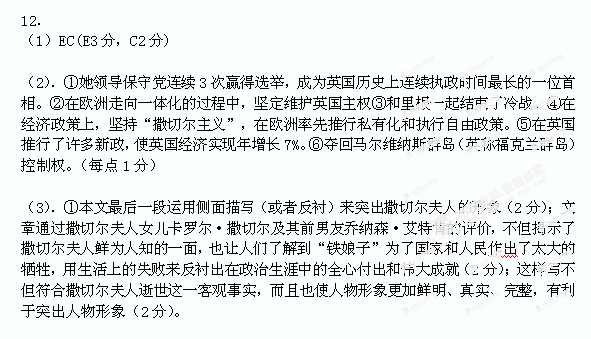 12.
（1）EC(E3分，C2分)
（2）．①她领导保守党连续3次赢得选举，成为英国历史上连续执政时间最长的一位首
相。②在欧洲走向一体化的过程中，坚定维护英国主权③和里根一起结束了冷战。④在
经济政策上，坚持“撒切尔主义”，在欧洲率先推行私有化和执行自由政策。⑤在英国
推行了许多新政，使英国经济实现年增长7%。⑥夺回马尔维纳斯群岛（英称福克兰群岛）
控制权。（每点1分）
（3）．①本文最后一段运用侧面描写（或者反衬）来突出撒切尔夫人的形象（2分）；文
章通过撒切尔夫人女儿卡罗尔·撒切尔及其前男友乔纳森·艾特肯的评价，不但揭示了
撒切尔夫人鲜为人知的一面，也让人们了解到“铁娘子”为了国家和人民作出了太大的
牺牲，用生活上的失败来反衬出在政治生涯中的全心付出和伟大成就（2分）；这样写不
但符合撒切尔夫人逝世这一客观事实，而且也使人物形象更加鲜明、真实、完整，有利
于突出人物形象（2分）。